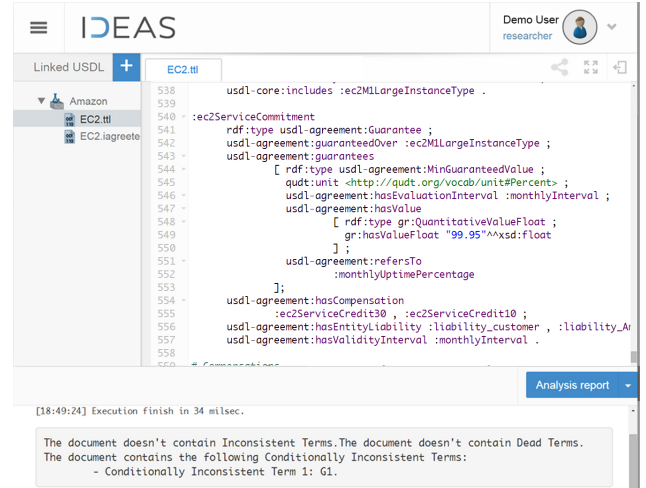 IDEAS
Demo User
researcher
Linked USDL
+
EC2.ttl
Amazon
EC2.ttl
EC2.iagreete
538 usdl-core:includes :ec2M1LargeInstanceType .
539
540 :ec2ServiceCommitment
541 rdf:type usdl-agreement:Guarantee ;
542 usdl-agreement:guaranteedOver :ec2M1LargeInstanceType ;
543 usdl-agreement:guarantees
544 [ rdf:type usdl-agreement:MinGuaranteedValue ;
545 qudt:unit <http://qudt.org/vocab/unit#Percent> ;
546 usdl-agreement:hasEvaluationInterval :monthlyInterval ;
547 usdl-agreement:hasValue
548 [ rdf:type gr:QuantitativeValueFloat ;
549 gr:hasValueFloat "99.95"^^xsd:float
550 ] ;
551 usdl-agreement:refersTo
552 :monthlyUptimePercentage
553 ];
554 usdl-agreement:hasCompensation
555 :ec2ServiceCredit30 , :ec2ServiceCredit10 ;
556 usdl-agreement:hasEntityLiability :liability_customer , :liability_A
557 usdl-agreement:hasValidityInterval :monthlyInterval .
558
559 # Compensations
Analysis report
[18:49:24] Execution finish in 34 milsec.
The document doesn't contain Inconsistent Terms.The document doesn't contain Dead Terms.
The document contains the following Conditionally Inconsistent Terms:
- Conditionally Inconsistent Term 1: G1.